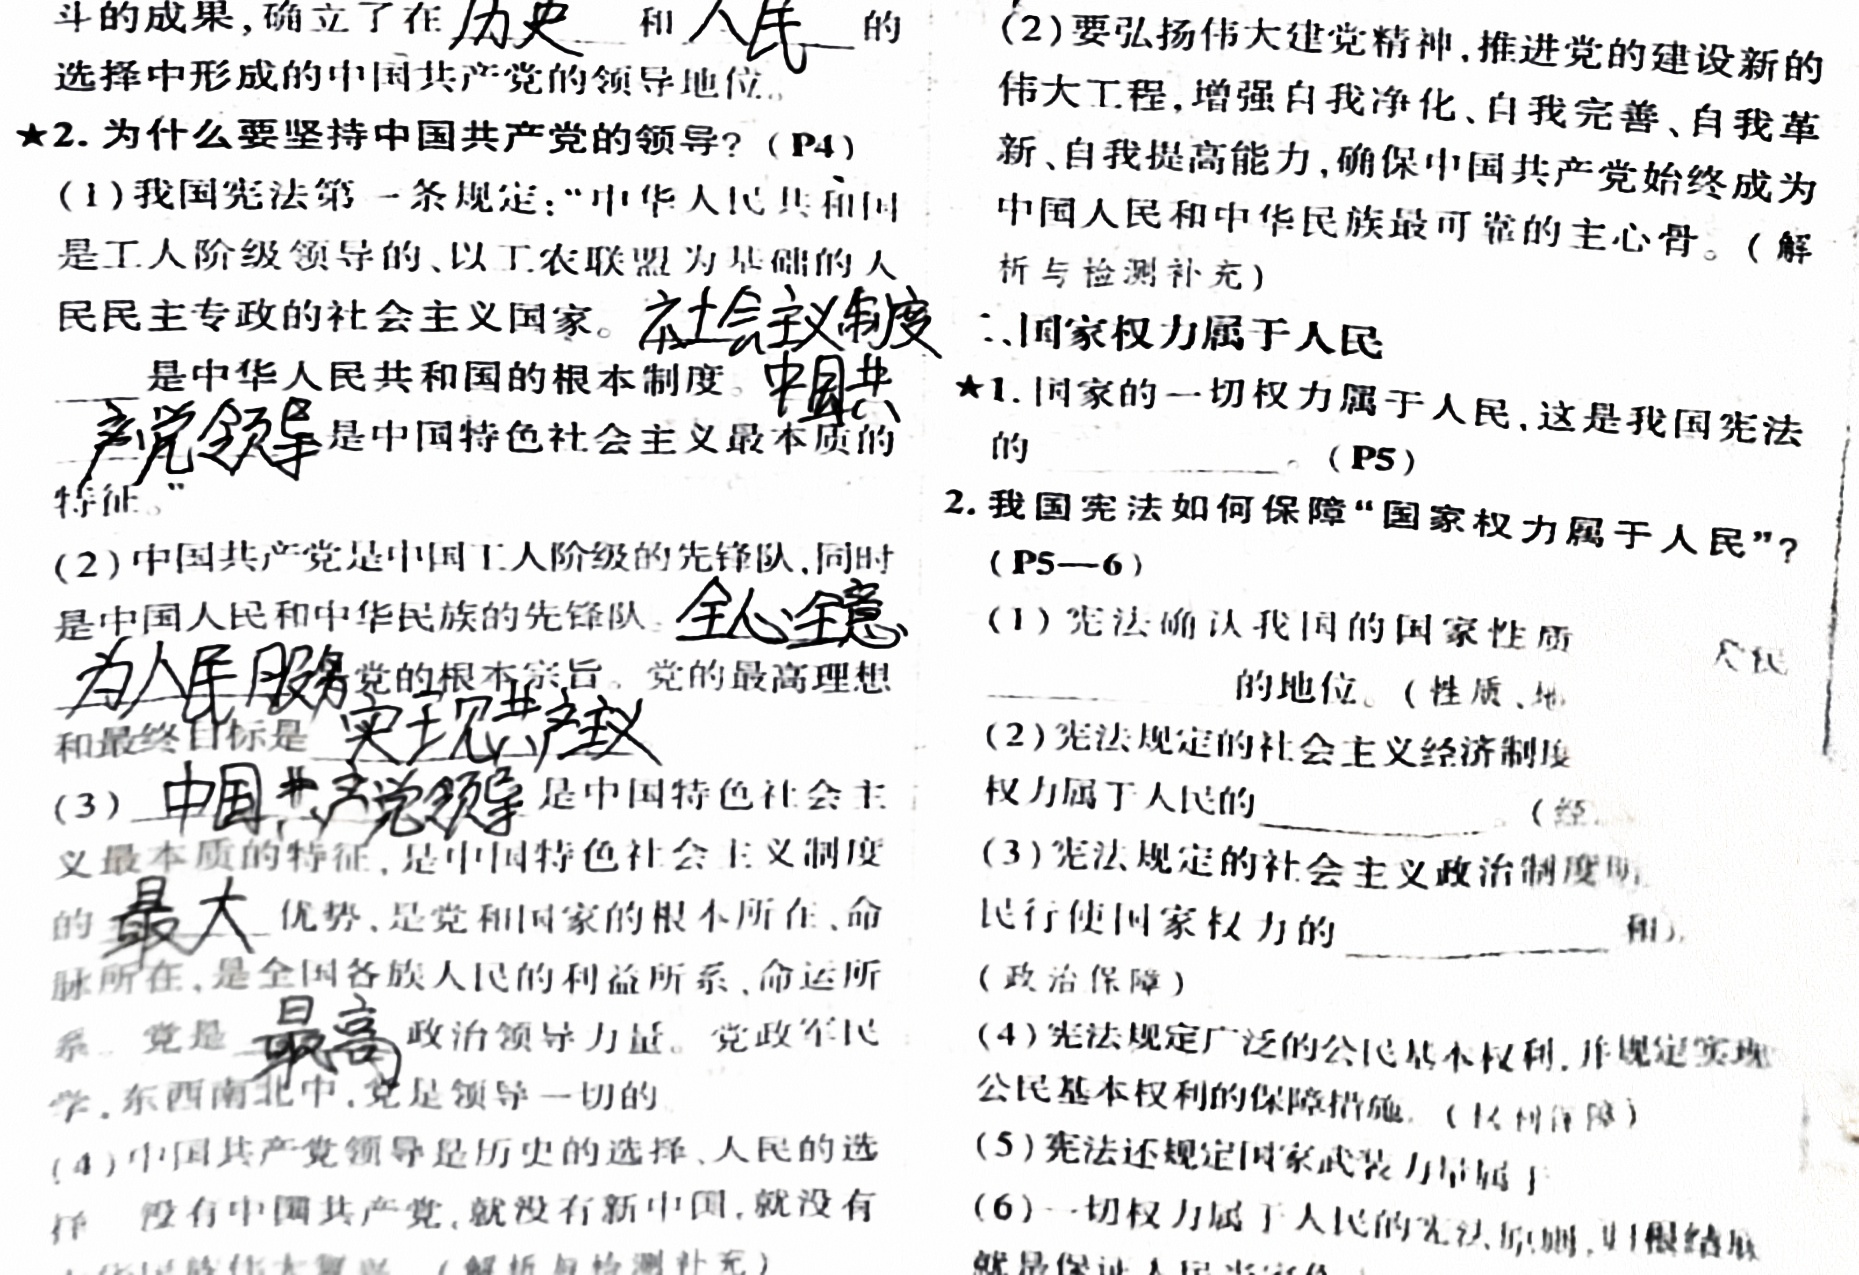 斗的成果,确立了在 历史 和 人民 的
选择中形成的中国共产党的领导地位。
★2.为什么要坚持中国共产党的领导?(P4)
(1)我国宪法第一条规定:“中华人民共和国
是工人阶级领导的、以工农联盟为基础的人
民民主专政的社会主义国家。社会主义制度
是中华人民共和国的根本制度。中国共
产党领导是中国特色社会主义最本质的
特征。”
(2)中国共产党是中国工人阶级的先锋队,同时
是中国人民和中华民族的先锋队。全心全意
为人民服务党的根本宗旨。党的最高理想
和最终目标是 实现共产主义
(3) 中国共产党领导 是中国特色社会主
义最本质的特征,是中国特色社会主义制度
的 最大 优势,是党和国家的根本所在、命
脉所在,是全国各族人民的利益所系、命运所
系。党是 最高 政治领导力量。党政军民
学,东西南北中,党是领导一切的
(4)中国共产党领导是历史的选择、人民的选
择 没有中国共产党,就没有新中国,就没有
(解析与检测补充)
(2)要弘扬伟大建党精神,推进党的建设新的
伟大工程,增强自我净化、自我完善、自我革
新、自我提高能力,确保中国共产党始终成为
中国人民和中华民族最可靠的主心骨。(解
析与检测补充)
二、国家权力属于人民
★1.国家的一切权力属于人民,这是我国宪法
的 。(P5)
2.我国宪法如何保障“国家权力属于人民”?
(P5—6)
(1)宪法确认我国的国家性质 人民
的地位。(性质、地
(2)宪法规定的社会主义经济制度
权力属于人民的 。(经
(3)宪法规定的社会主义政治制度
民行使国家权力的 和
(政治保障)
(4)宪法规定广泛的公民基本权利,并规定实现
公民基本权利的保障措施。(权利保障)
(5)宪法还规定国家武装力量属于
(6)一切权力属于人民的宪法原则,归根结底
就是保证人民当家作